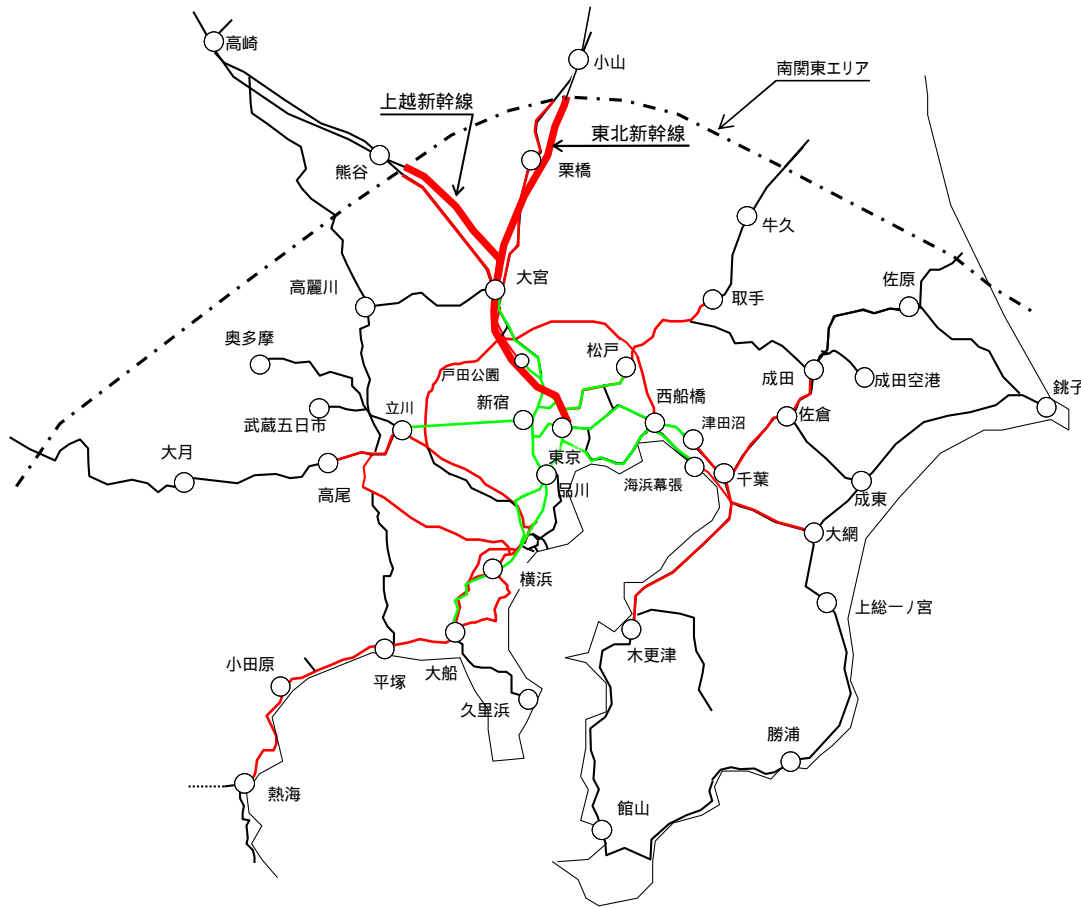 高崎
小山
南関東エリア
上越新幹線
東北新幹線
熊谷
栗橋
牛久
高麗川
大宮
取手
佐原
奥多摩
戸田公園
松戸
成田
成田空港
銚子
武蔵五日市
立川
新宿
西船橋
津田沼
佐倉
大月
高尾
東京
品川
海浜幕張
千葉
成東
大網
横浜
上総一ノ宮
小田原
平塚
大船
木更津
久里浜
勝浦
熱海
館山